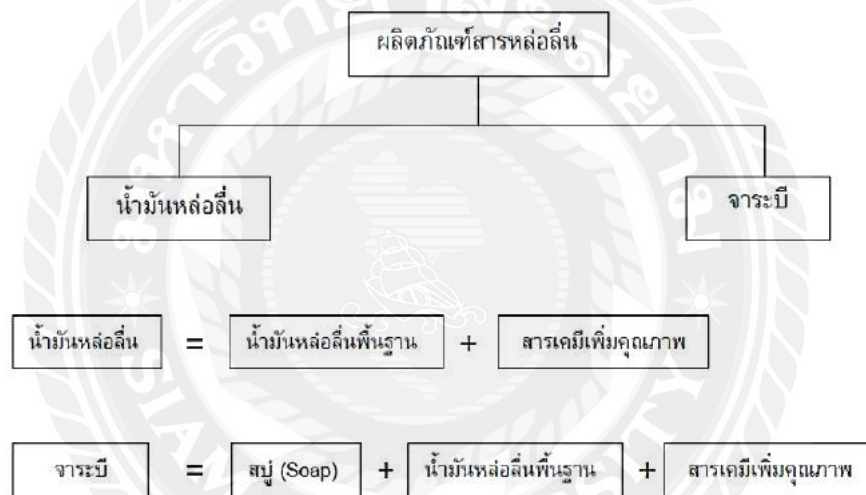 ผลิตภัณฑ์สารหล่อลื่น
น้ำมันหล่อลื่น จาระบี
น้ำมันหล่อลื่น = น้ำมันหล่อลื่นพื้นฐาน + สารเคมีเพิ่มคุณภาพ
จาระบี = สบู่ (Soap) + น้ำมันหล่อลื่นพื้นฐาน + สารเคมีเพิ่มคุณภาพ